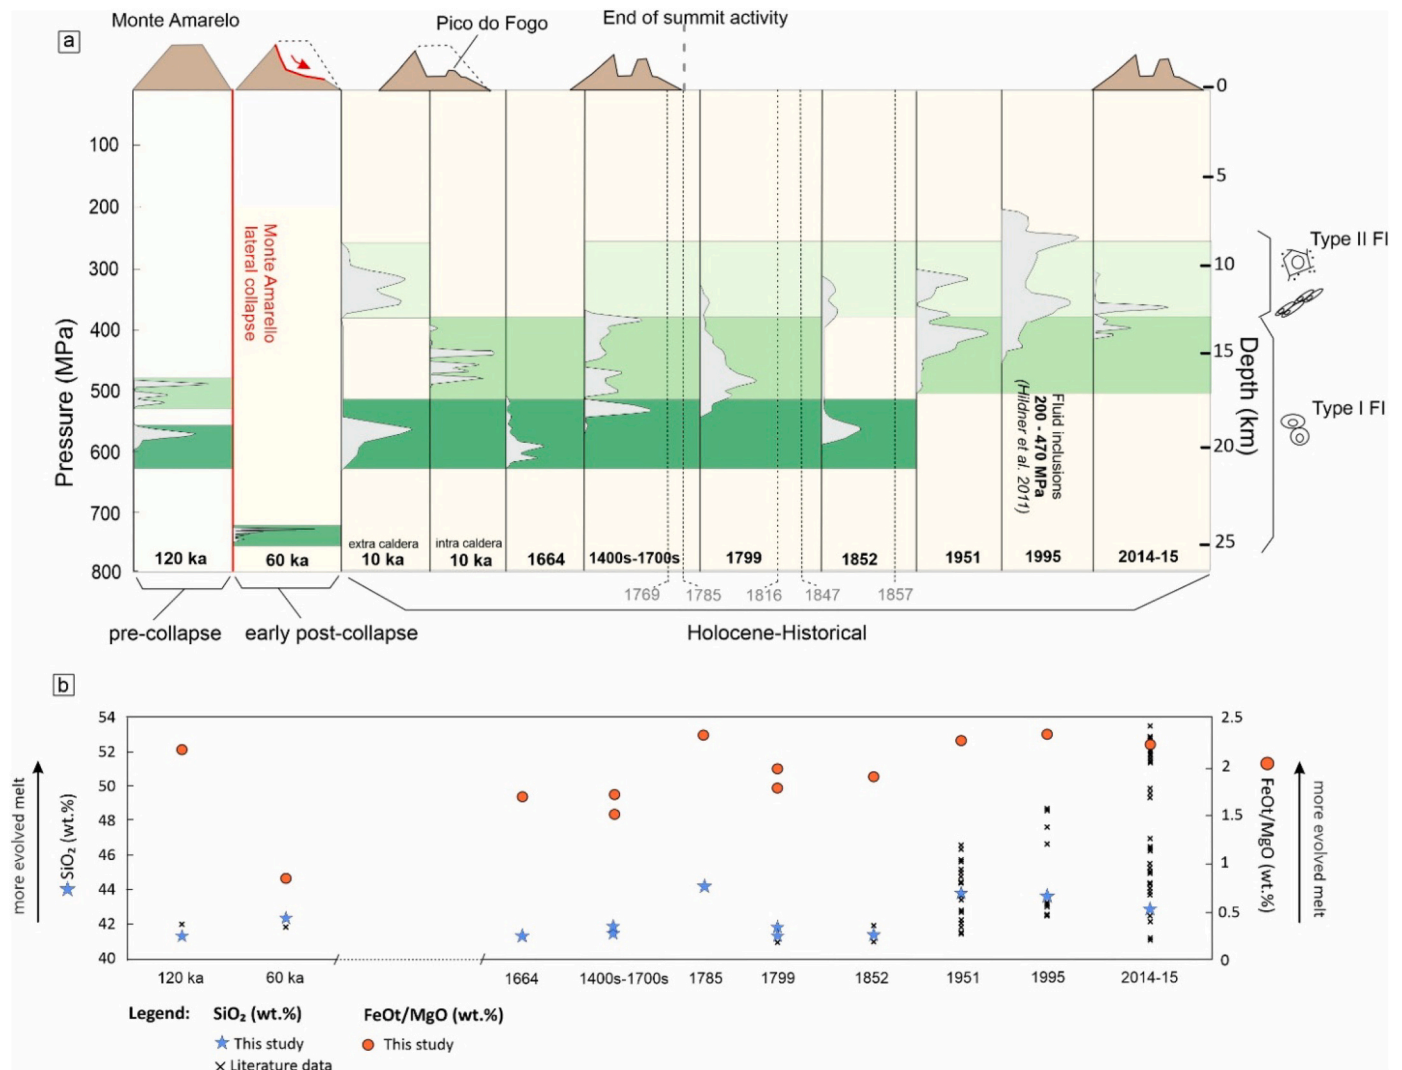 Monte Amarelo
End of summit activity
Pico do Fogo
a
0
100
5
200
Monte Amarello
lateral collapse
Type II FI
300
10
400
15
Pressure (MPa)
Depth (km)
500
Type I FI
Fluid inclusions
200 - 470 MPa
(Hildner et al. 2011)
600
20
700
25
800
extra caldera
intra caldera
120 ka
60 ka
10 ka
10 ka
1664
1400s-1700s
1799
1852
1951
1995
2014-15
1769
1785
1816
1847
1857
pre-collapse
early post-collapse
Holocene-Historical
b
54
52
50
48
46
44
42
40
more evolved melt
SiO₂ (wt.%)
2.5
2
1.5
1
0.5
0
FeOt/MgO (wt.%)
more evolved melt
120 ka
60 ka
1664
1400s-1700s
1785
1799
1852
1951
1995
2014-15
Legend:
SiO₂ (wt.%)
FeOt/MgO (wt.%)
This study
This study
Literature data